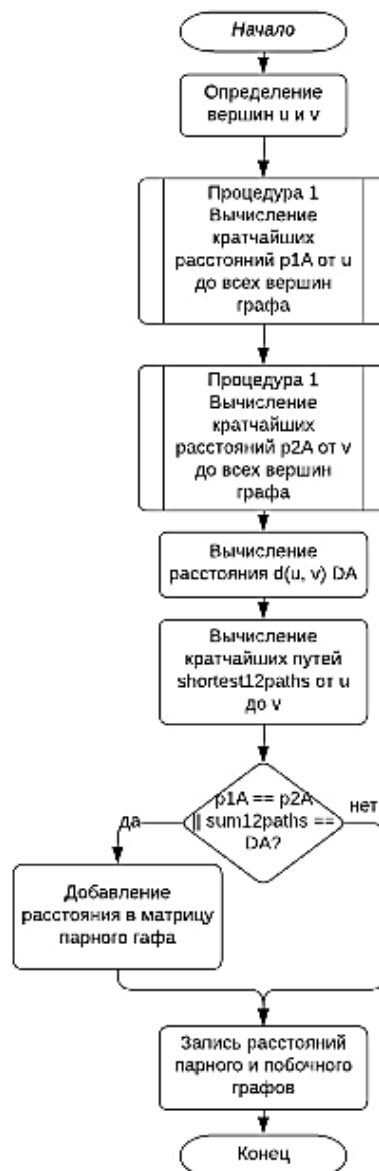 Начало
Определение
вершин u и v
Процедура 1
Вычисление
кратчайших
расстояний p1A от u
до всех вершин
графа
Процедура 1
Вычисление
кратчайших
расстояний p2A от v
до всех вершин
графа
Вычисление
расстояния d(u, v) DA
Вычисление
кратчайших путей
shortest12paths от u
до v
p1A == p2A
|| sum12paths ==
DA?
да
нет
Добавление
расстояния в матрицу
парного гафа
Запись расстояний
парного и побочного
графов
Конец